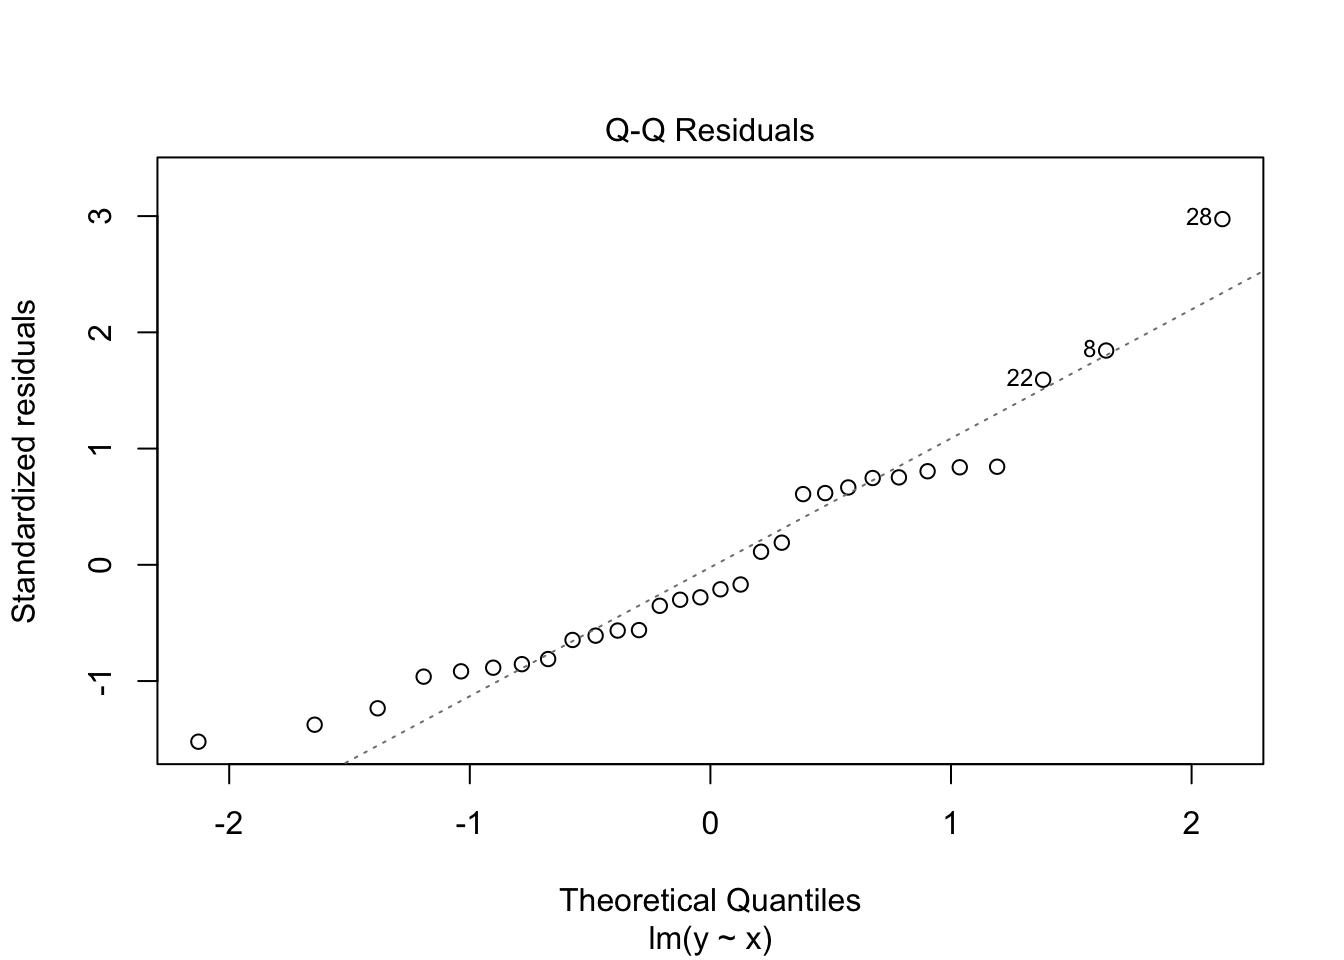 Q-Q Residuals
Standardized residuals
3
2
1
0
-1
28
8
22
-2 -1 0 1 2
Theoretical Quantiles
lm(y ~ x)